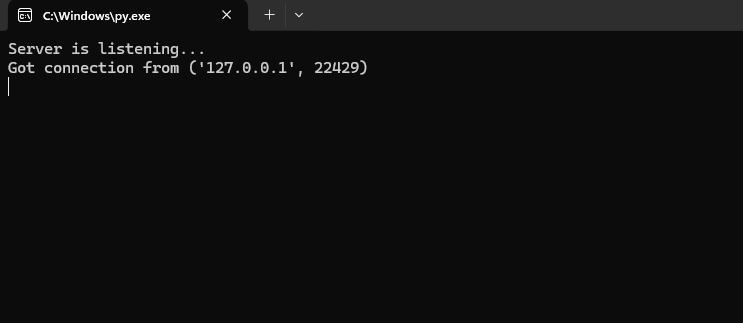 C:\Windows\py.exe
Server is listening...
Got connection from ('127.0.0.1', 22429)